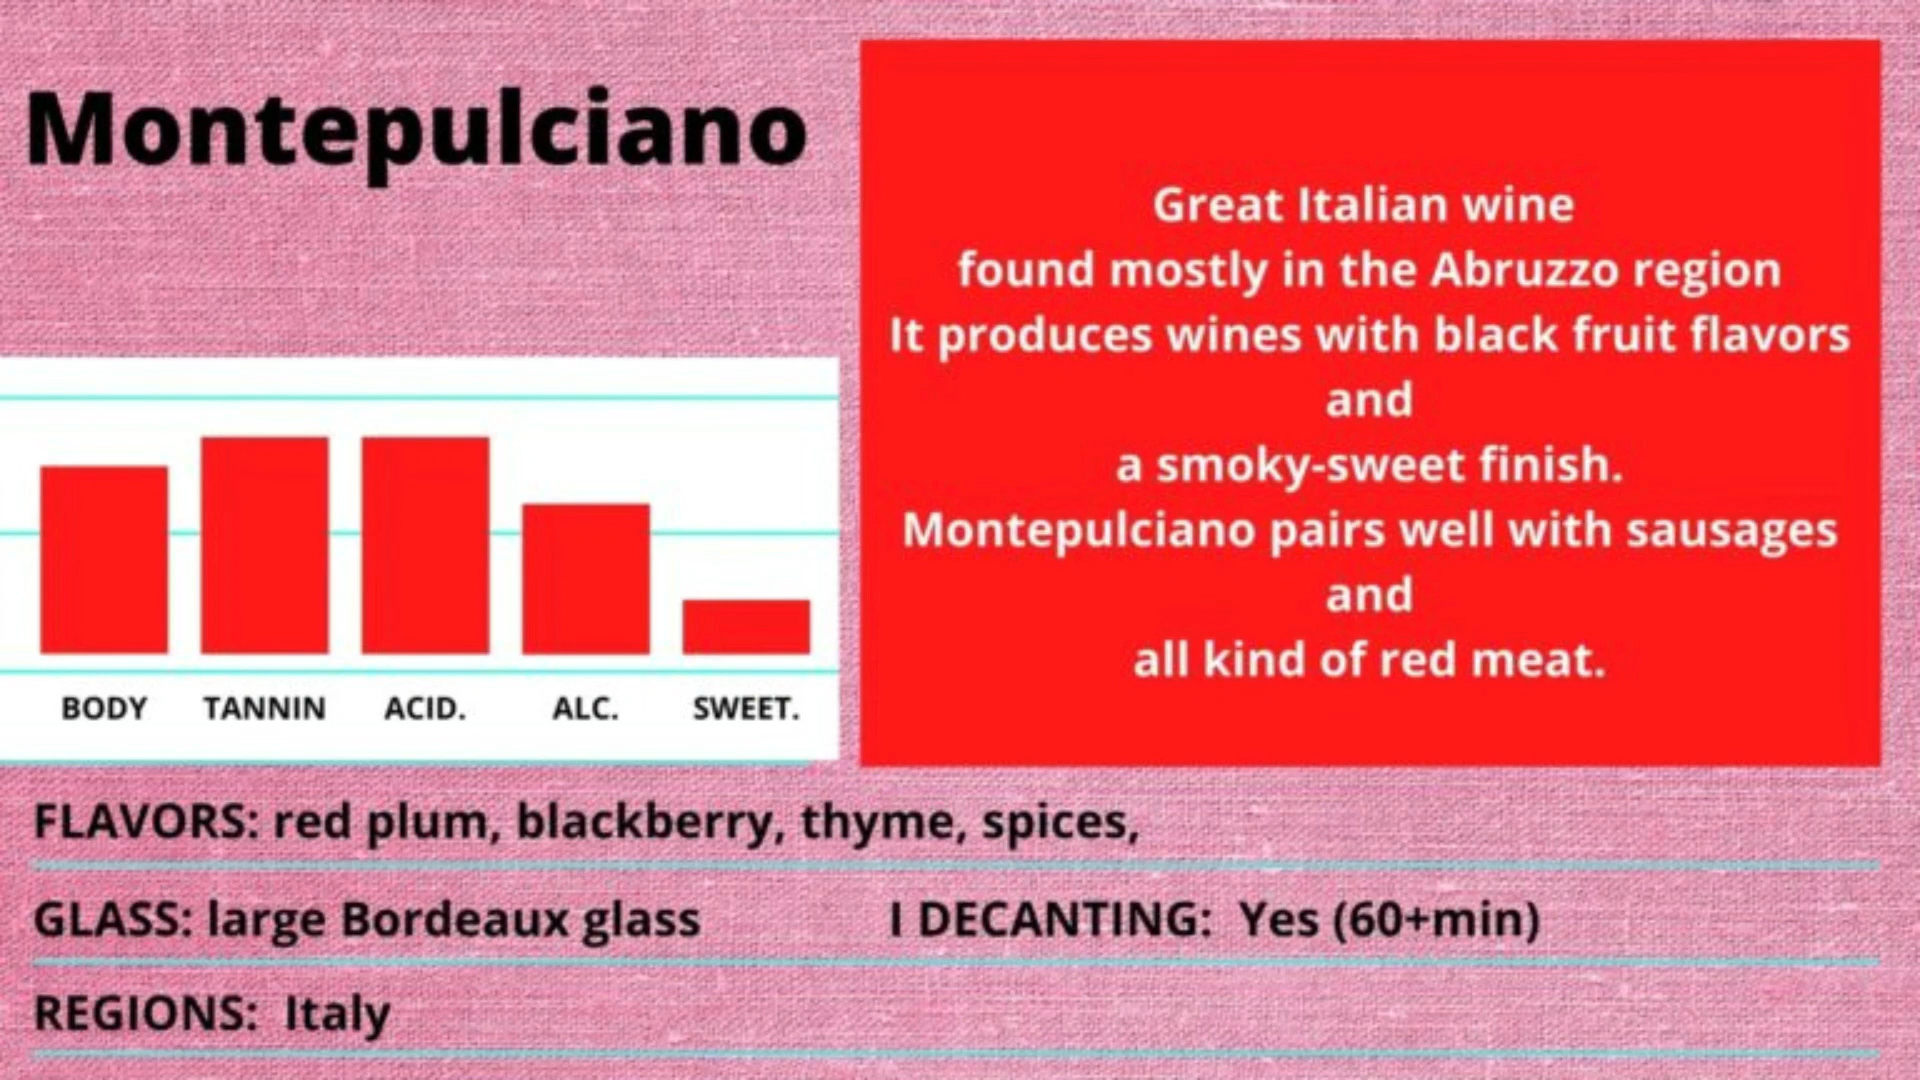 Montepulciano
Great Italian wine
found mostly in the Abruzzo region
It produces wines with black fruit flavors
and
a smoky-sweet finish.
Montepulciano pairs well with sausages
and
all kind of red meat.
BODY TANNIN ACID. ALC. SWEET.
FLAVORS: red plum, blackberry, thyme, spices,
GLASS: large Bordeaux glass I DECANTING: Yes (60+min)
REGIONS: Italy